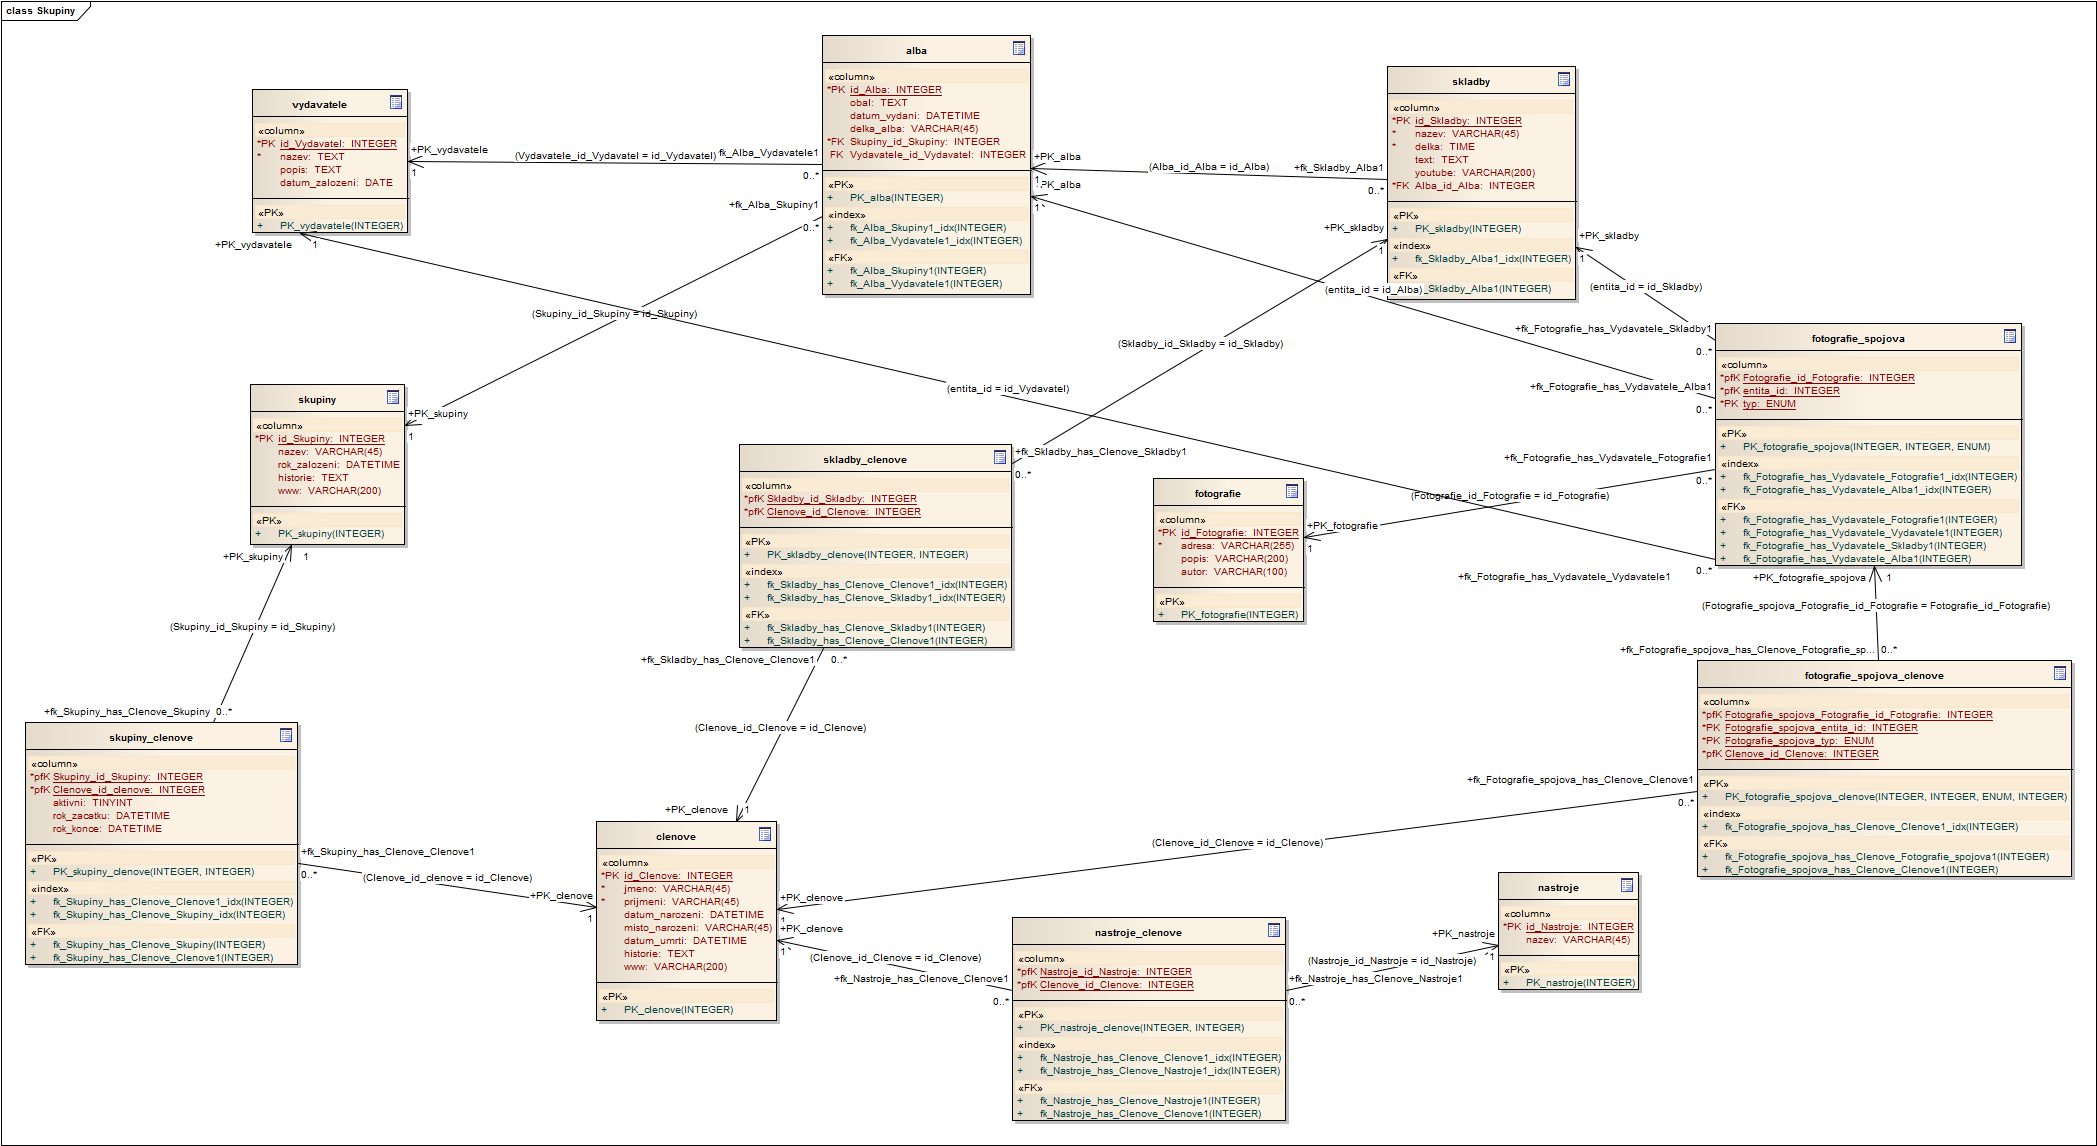 class Skupiny
alba
«column»
*PK id_Alba: INTEGER
obal: TEXT
datum_vydani: DATETIME
delka_alba: VARCHAR(45)
*FK Skupiny_id_Skupiny: INTEGER
FK Vydavatele_id_Vydavatel: INTEGER
«PK»
+ PK_alba(INTEGER)
«index»
+ fk_Alba_Skupiny1_idx(INTEGER)
+ fk_Alba_Vydavatele1_idx(INTEGER)
«FK»
+ fk_Alba_Skupiny1(INTEGER)
+ fk_Alba_Vydavatele1(INTEGER)
skladby
«column»
*PK id_Skladby: INTEGER
* nazev: VARCHAR(45)
* delka: TIME
text: TEXT
youtube: VARCHAR(200)
*FK Alba_id_Alba: INTEGER
«PK»
+ PK_skladby(INTEGER)
«index»
+ fk_Skladby_Alba1_idx(INTEGER)
«FK»
_Skladby_Alba1(INTEGER)
vydavatele
«column»
*PK id_Vydavatel: INTEGER
* nazev: TEXT
popis: TEXT
datum_zalozeni: DATE
«PK»
+ PK_vydavatele(INTEGER)
+PK_vydavatele
1
(Vydavatele_id_Vydavatel = id_Vydavatel)
fk_Alba_Vydavatele1
0..*
+fk_Alba_Skupiny1
0..*
+PK_alba
1
+PK_alba
1
(Alba_id_Alba = id_Alba)
+fk_Skladby_Alba1
0..*
+PK_skladby
1
+PK_skladby
1
(entita_id = id_Skladby)
(entita_id = id_Alba)
+PK_vydavatele
1
(Skupiny_id_Skupiny = id_Skupiny)
(Skladby_id_Skladby = id_Skladby)
(entita_id = id_Vydavatel)
+fk_Fotografie_has_Vydavatele_Skladby1
0..*
+fk_Fotografie_has_Vydavatele_Alba1
0..*
+fk_Fotografie_has_Vydavatele_Fotografie1
0..*
fotografie_spojova
«column»
*pfK Fotografie_id_Fotografie: INTEGER
*pfK entita_id: INTEGER
*PK typ: ENUM
«PK»
+ PK_fotografie_spojova(INTEGER, INTEGER, ENUM)
«index»
+ fk_Fotografie_has_Vydavatele_Fotografie1_idx(INTEGER)
+ fk_Fotografie_has_Vydavatele_Alba1_idx(INTEGER)
«FK»
+ fk_Fotografie_has_Vydavatele_Fotografie1(INTEGER)
+ fk_Fotografie_has_Vydavatele_Vydavatele1(INTEGER)
+ fk_Fotografie_has_Vydavatele_Skladby1(INTEGER)
+ fk_Fotografie_has_Vydavatele_Alba1(INTEGER)
skupiny
«column»
*PK id_Skupiny: INTEGER
nazev: VARCHAR(45)
rok_zalozeni: DATETIME
historie: TEXT
www: VARCHAR(200)
«PK»
+ PK_skupiny(INTEGER)
+PK_skupiny
1
+PK_skupiny
1
skladby_clenove
«column»
*pfK Skladby_id_Skladby: INTEGER
*pfK Clenove_id_Clenove: INTEGER
«PK»
+ PK_skladby_clenove(INTEGER, INTEGER)
«index»
+ fk_Skladby_has_Clenove_Clenove1_idx(INTEGER)
+ fk_Skladby_has_Clenove_Skladby1_idx(INTEGER)
«FK»
+ fk_Skladby_has_Clenove_Skladby1(INTEGER)
+ fk_Skladby_has_Clenove_Clenove1(INTEGER)
+fk_Skladby_has_Clenove_Skladby1
0..*
fotografie
«column»
*PK id_Fotografie: INTEGER
* adresa: VARCHAR(255)
popis: VARCHAR(200)
autor: VARCHAR(100)
«PK»
+ PK_fotografie(INTEGER)
(Fotografie_id_Fotografie = id_Fotografie)
+PK_fotografie
1
+fk_Fotografie_has_Vydavatele_Vydavatele1
0..*
+PK_fotografie_spojova
1
(Fotografie_spojova_Fotografie_id_Fotografie = Fotografie_id_Fotografie)
+fk_Fotografie_spojova_has_Clenove_Fotografie_sp...
0..*
(Skupiny_id_Skupiny = id_Skupiny)
+fk_Skupiny_has_Clenove_Skupiny
0..*
+fk_Skladby_has_Clenove_Clenove1
0..*
(Clenove_id_Clenove = id_Clenove)
fotografie_spojova_clenove
«column»
*pfK Fotografie_spojova_Fotografie_id_Fotografie: INTEGER
*PK Fotografie_spojova_entita_id: INTEGER
*PK Fotografie_spojova_typ: ENUM
*pfK Clenove_id_Clenove: INTEGER
«PK»
+ PK_fotografie_spojova_clenove(INTEGER, INTEGER, ENUM, INTEGER)
«index»
+ fk_Fotografie_spojova_has_Clenove_Clenove1_idx(INTEGER)
«FK»
+ fk_Fotografie_spojova_has_Clenove_Fotografie_spojova1(INTEGER)
+ fk_Fotografie_spojova_has_Clenove_Clenove1(INTEGER)
+fk_Fotografie_spojova_has_Clenove_Clenove1
0..*
skupiny_clenove
«column»
*pfK Skupiny_id_Skupiny: INTEGER
*pfK Clenove_id_clenove: INTEGER
aktivni: TINYINT
rok_zacatku: DATETIME
rok_konce: DATETIME
«PK»
+ PK_skupiny_clenove(INTEGER, INTEGER)
«index»
+ fk_Skupiny_has_Clenove_Clenove1_idx(INTEGER)
+ fk_Skupiny_has_Clenove_Skupiny_idx(INTEGER)
«FK»
+ fk_Skupiny_has_Clenove_Skupiny(INTEGER)
+ fk_Skupiny_has_Clenove_Clenove1(INTEGER)
+fk_Skupiny_has_Clenove_Clenove1
0..*
(Clenove_id_clenove = id_Clenove)
+PK_clenove
1
+PK_clenove
1
clenove
«column»
*PK id_Clenove: INTEGER
* jmeno: VARCHAR(45)
* prijmeni: VARCHAR(45)
datum_narozeni: DATETIME
misto_narozeni: VARCHAR(45)
datum_umrti: DATETIME
historie: TEXT
www: VARCHAR(200)
«PK»
+ PK_clenove(INTEGER)
(Clenove_id_Clenove = id_Clenove)
+PK_clenove
1
+PK_clenove
1
(Clenove_id_Clenove = id_Clenove)
+fk_Nastroje_has_Clenove_Clenove1
0..*
nastroje_clenove
«column»
*pfK Nastroje_id_Nastroje: INTEGER
*pfK Clenove_id_Clenove: INTEGER
«PK»
+ PK_nastroje_clenove(INTEGER, INTEGER)
«index»
+ fk_Nastroje_has_Clenove_Clenove1_idx(INTEGER)
+ fk_Nastroje_has_Clenove_Nastroje1_idx(INTEGER)
«FK»
+ fk_Nastroje_has_Clenove_Nastroje1(INTEGER)
+ fk_Nastroje_has_Clenove_Clenove1(INTEGER)
+PK_nastroje
1
(Nastroje_id_Nastroje = id_Nastroje)
+fk_Nastroje_has_Clenove_Nastroje1
0..*
nastroje
«column»
*PK id_Nastroje: INTEGER
nazev: VARCHAR(45)
«PK»
+ PK_nastroje(INTEGER)